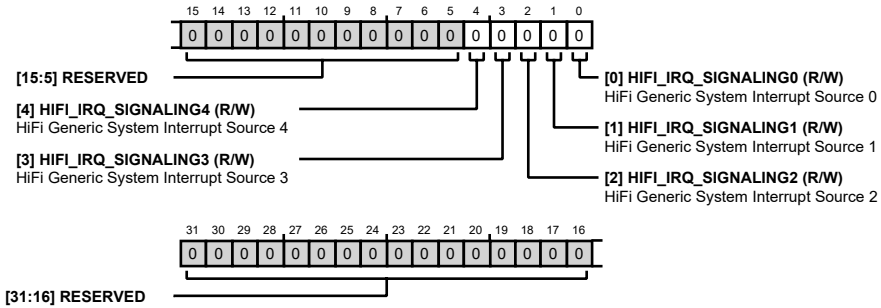 15 14 13 12 11 10 9 8 7 6 5 4 3 2 1 0
0 0 0 0 0 0 0 0 0 0 0 0 0 0 0 0
[15:5] RESERVED
[0] HIFI_IRQ_SIGNALING0 (R/W)
HiFi Generic System Interrupt Source 0
[4] HIFI_IRQ_SIGNALING4 (R/W)
HiFi Generic System Interrupt Source 4
[1] HIFI_IRQ_SIGNALING1 (R/W)
HiFi Generic System Interrupt Source 1
[3] HIFI_IRQ_SIGNALING3 (R/W)
HiFi Generic System Interrupt Source 3
[2] HIFI_IRQ_SIGNALING2 (R/W)
HiFi Generic System Interrupt Source 2
31 30 29 28 27 26 25 24 23 22 21 20 19 18 17 16
0 0 0 0 0 0 0 0 0 0 0 0 0 0 0 0
[31:16] RESERVED